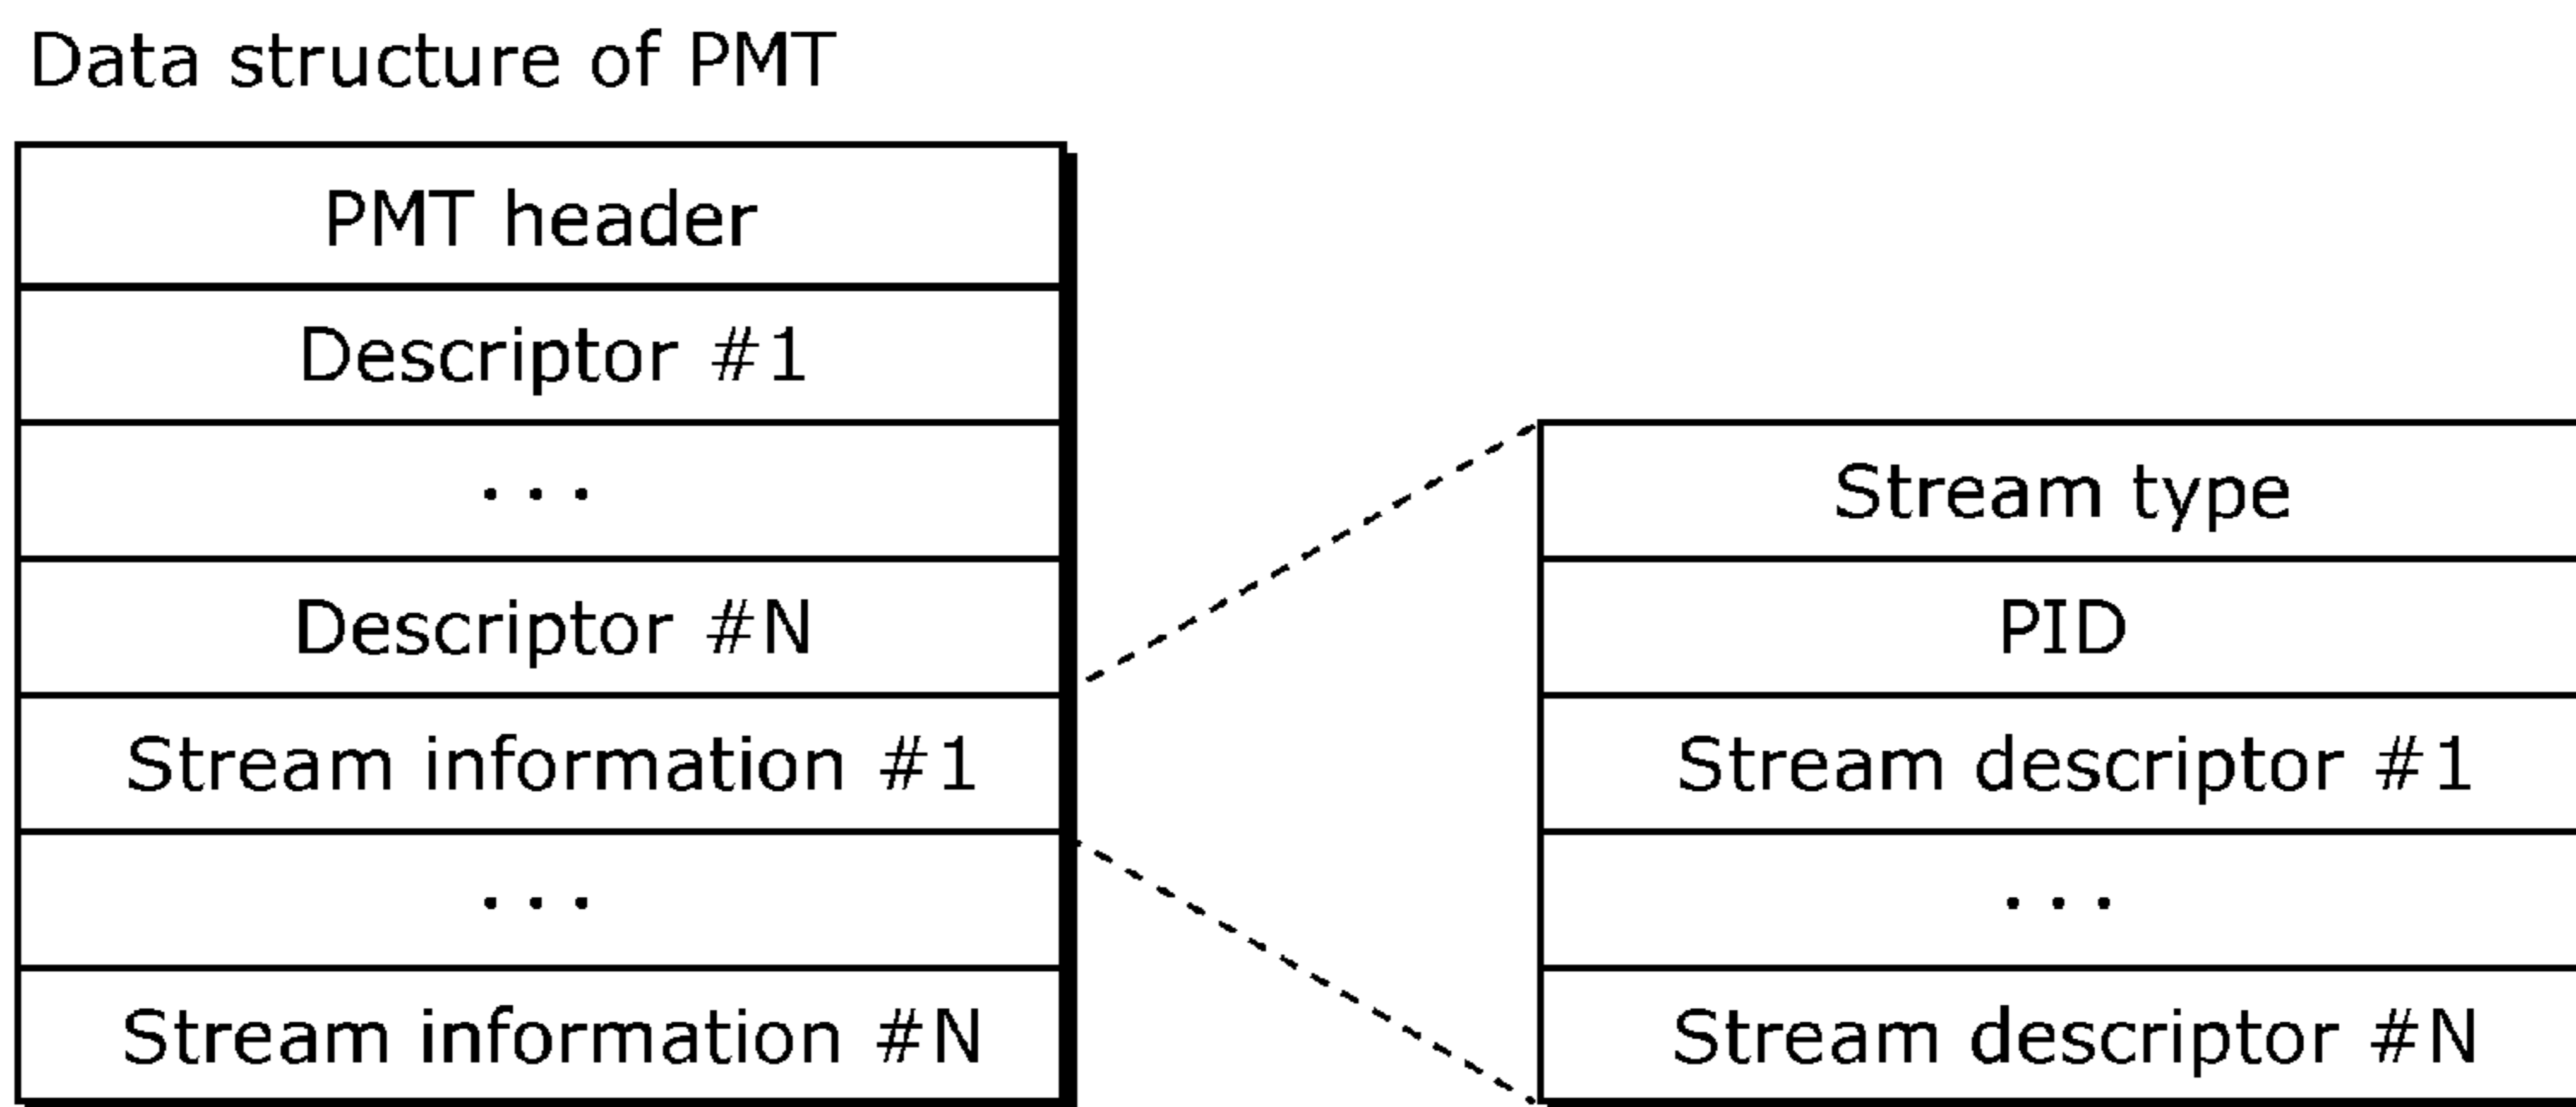 Data structure of PMT
PMT header
Descriptor #1
...
Descriptor #N
Stream information #1
...
Stream information #N
Stream type
PID
Stream descriptor #1
...
Stream descriptor #N